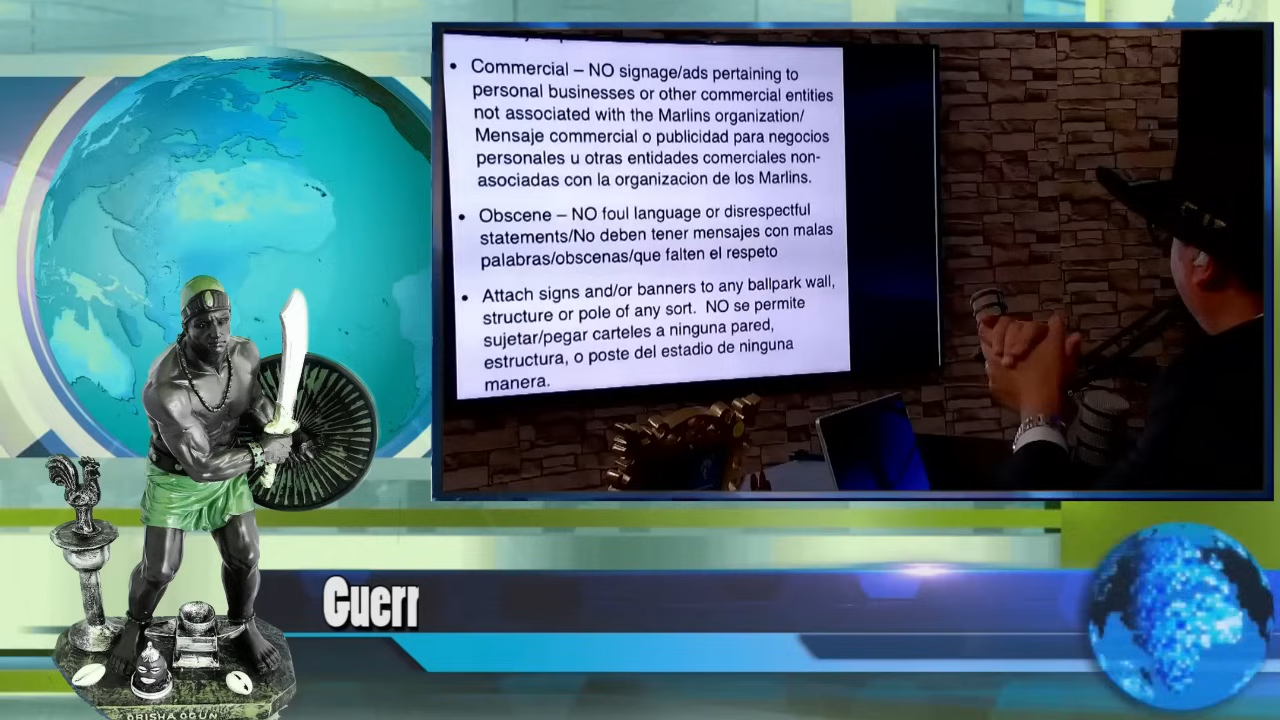 • Commercial – NO signage/ads pertaining to
personal businesses or other commercial entities
not associated with the Marlins organization/
Mensaje commercial o publicidad para negocios
personales u otras entidades comerciales non-
asociadas con la organizacion de los Marlins.
• Obscene – NO foul language or disrespectful
statements/No deben tener mensajes con malas
palabras/obscenas/que falten el respeto
• Attach signs and/or banners to any ballpark wall,
structure or pole of any sort. NO se permite
sujetar/pegar carteles a ninguna pared,
estructura, o poste del estadio de ninguna
manera.
Guerr
ORISHA OGUN